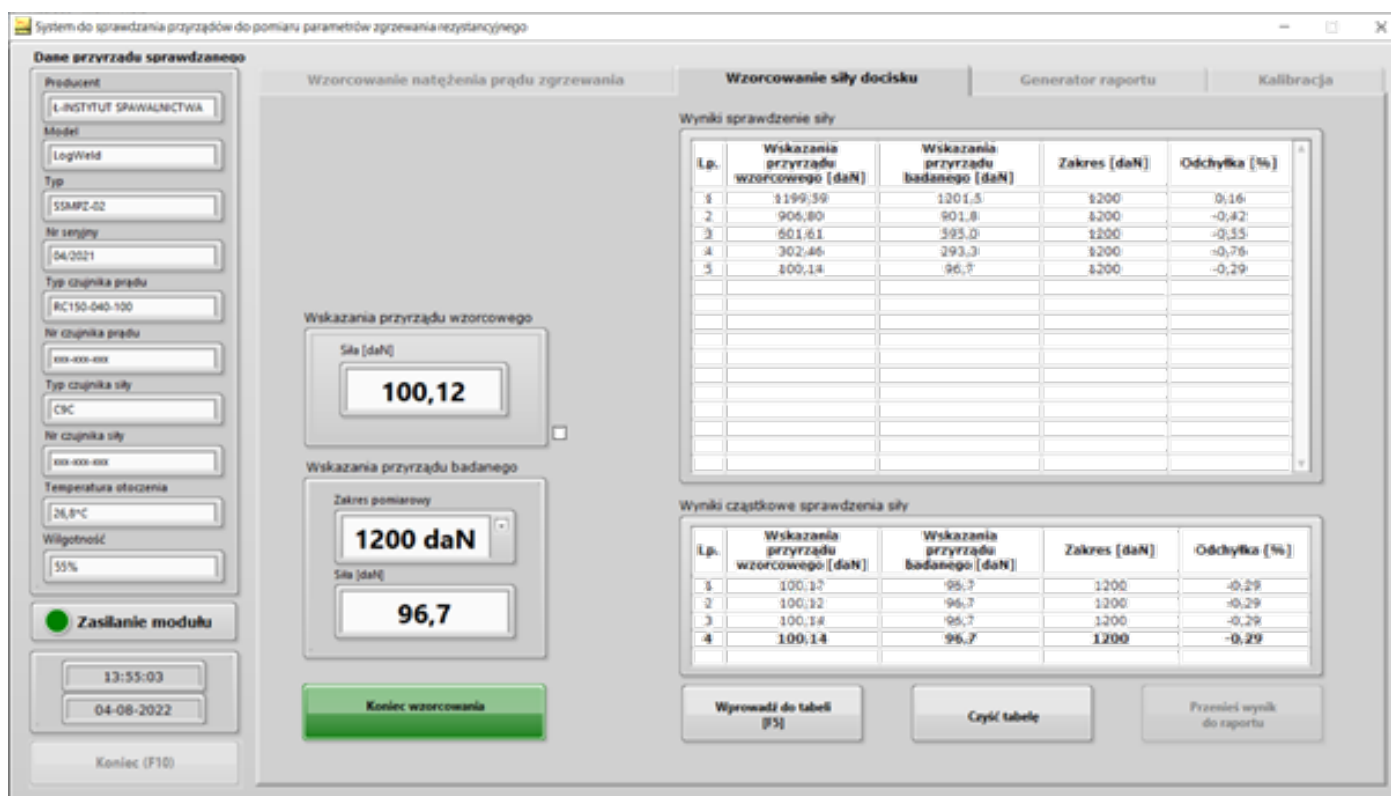 System do sprawdzania przyrządów do pomiaru parametrów zgrzewania rezystancyjnego
Dane przyrządu sprawdzanego
Producent
Ł-INSTYTUT SPAWALNICTWA
Model
LogWeld
Typ
SSMPZ-02
Nr seryjny
04/2021
Typ czujnika prądu
RC150-040-100
Nr czujnika prądu
xxx-xxx-xxx
Typ czujnika siły
C9C
Nr czujnika siły
xxx-xxx-xxx
Temperatura otoczenia
26,8°C
Wilgotność
55%
Zasilanie modułu
13:55:03
04-08-2022
Koniec (F10)
Wzorcowanie natężenia prądu zgrzewania
Wzorcowanie siły docisku
Generator raportu
Kalibracja
Wskazania przyrządu wzorcowego
Siła [daN]
100,12
Wskazania przyrządu badanego
Zakres pomiarowy
1200 daN
Siła [daN]
96,7
Koniec wzorcowania
Wyniki sprawdzenie siły
L.p. Wskazania przyrządu wzorcowego [daN] Wskazania przyrządu badanego [daN] Zakres [daN] Odchyłka [%]
1 1199,59 1201,5 1200 0,16
2 906,80 901,8 1200 -0,42
3 601,61 595,0 1200 -0,55
4 302,46 293,3 1200 -0,76
5 100,14 96,7 1200 -0,29
Wyniki cząstkowe sprawdzenia siły
L.p. Wskazania przyrządu wzorcowego [daN] Wskazania przyrządu badanego [daN] Zakres [daN] Odchyłka [%]
1 100,12 96,7 1200 -0,29
2 100,12 96,7 1200 -0,29
3 100,14 96,7 1200 -0,29
4 100,14 96,7 1200 -0,29
Wprowadź do tabeli
[F5]
Czyść tabelę
Przenieś wynik
do raportu